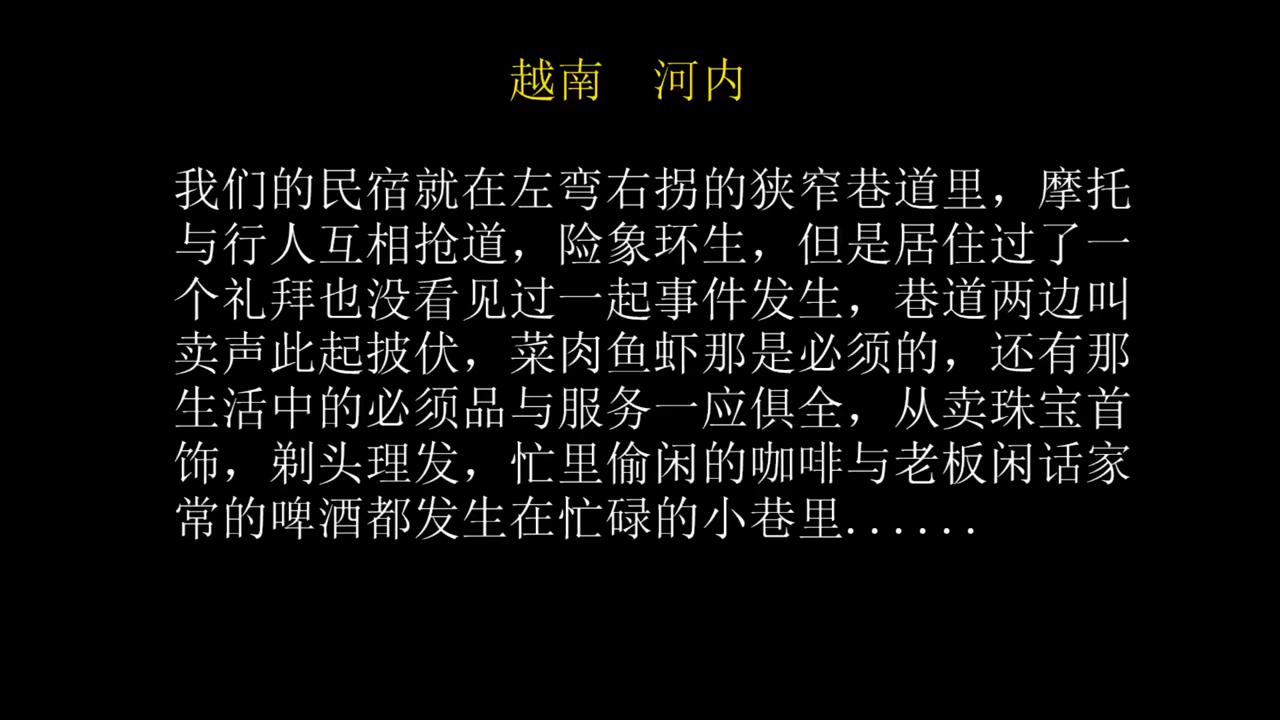 越南　河内
我们的民宿就在左弯右拐的狭窄巷道里，摩托
与行人互相抢道，险象环生，但是居住过了一
个礼拜也没看见过一起事件发生，巷道两边叫
卖声此起披伏，菜肉鱼虾那是必须的，还有那
生活中的必须品与服务一应俱全，从卖珠宝首
饰，剃头理发，忙里偷闲的咖啡与老板闲话家
常的啤酒都发生在忙碌的小巷里......